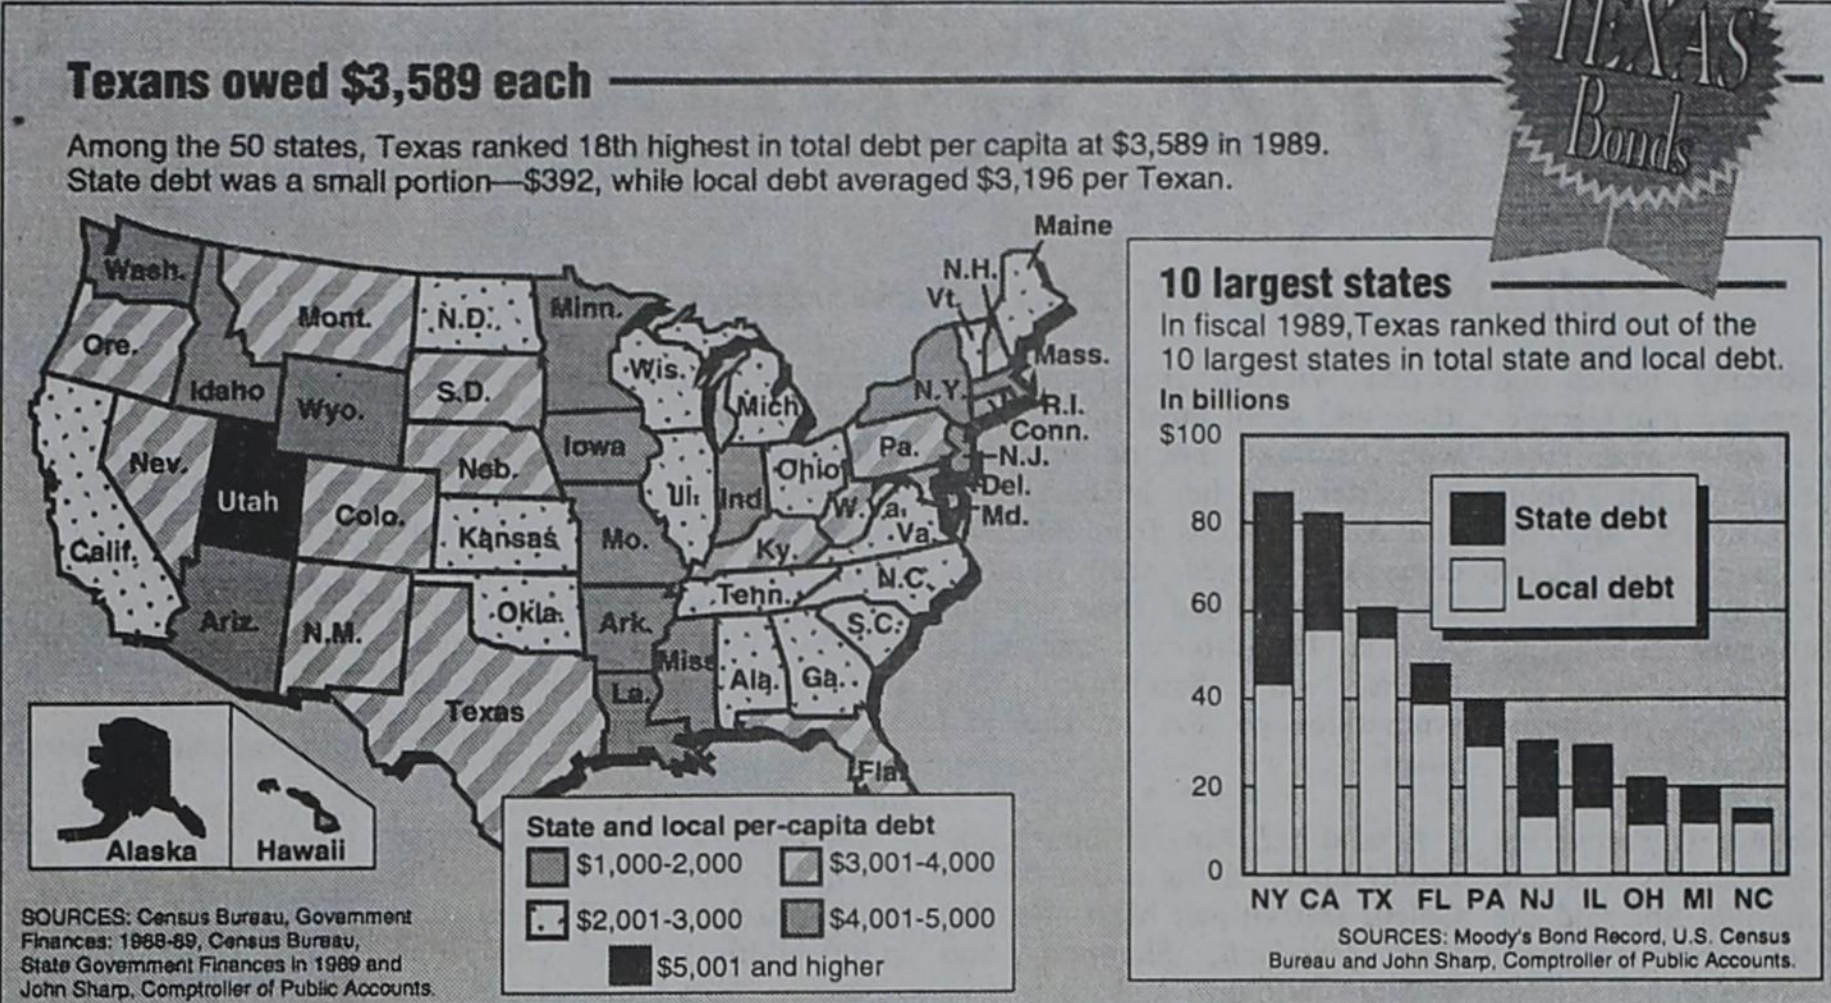 TEXAS
Bonds
Texans owed $3,589 each
Among the 50 states, Texas ranked 18th highest in total debt per capita at $3,589 in 1989.
State debt was a small portion—$392, while local debt averaged $3,196 per Texan.
Maine
N.H.
Vt.
Wash.
Mont.
N.D.
Minn.
Ore.
Idaho
Wyo.
S.D.
Wis.
Mich.
N.Y.
Mass.
R.I.
Conn.
N.J.
Del.
Md.
Nev.
Utah
Colo.
Neb.
Iowa
Ill.
Ind
Ohio
Pa.
W.Va.
Va.
Calif.
Kansas
Mo.
Ky.
Ariz.
N.M.
Okla.
Ark.
Tenn.
N.C.
S.C.
Texas
La.
Miss
Ala.
Ga.
Fla.
Alaska
Hawaii
State and local per-capita debt
$1,000-2,000
$3,001-4,000
$2,001-3,000
$4,001-5,000
$5,001 and higher
SOURCES: Census Bureau, Government
Finances: 1988-89, Census Bureau,
State Government Finances in 1989 and
John Sharp, Comptroller of Public Accounts.
10 largest states
In fiscal 1989, Texas ranked third out of the
10 largest states in total state and local debt.
In billions
$100
80
60
40
20
0
State debt
Local debt
NY CA TX FL PA NJ IL OH MI NC
SOURCES: Moody's Bond Record, U.S. Census
Bureau and John Sharp, Comptroller of Public Accounts.